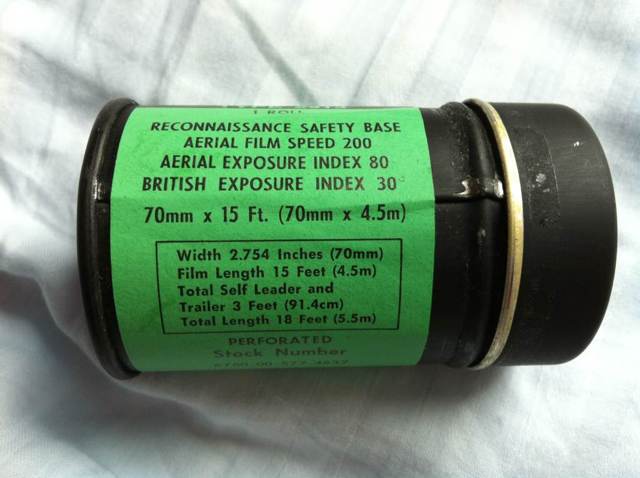 1 ROLL
RECONNAISSANCE SAFETY BASE
AERIAL FILM SPEED 200
AERIAL EXPOSURE INDEX 80
BRITISH EXPOSURE INDEX 30
70mm x 15 Ft. (70mm x 4.5m)
Width 2.754 Inches (70mm)
Film Length 15 Feet (4.5m)
Total Self Leader and
Trailer 3 Feet (91.4cm)
Total Length 18 Feet (5.5m)
PERFORATED
Stock Number